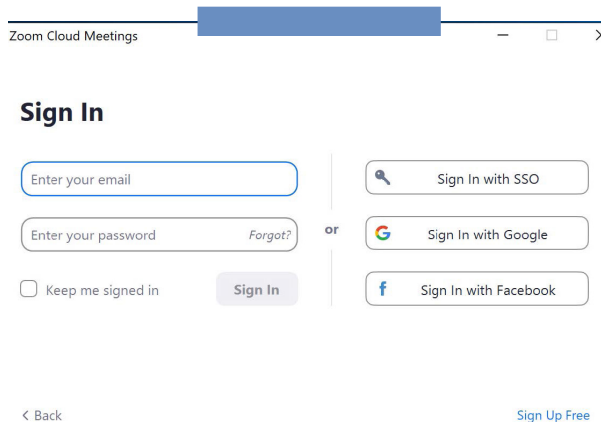 Zoom Cloud Meetings
Sign In
Enter your email
Enter your password Forgot?
Keep me signed in Sign In
or
Sign In with SSO
Sign In with Google
Sign In with Facebook
< Back
Sign Up Free